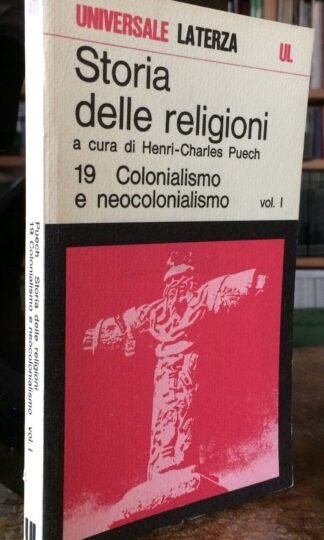 UNIVERSALE LATERZA UL
Storia
delle religioni
a cura di Henri-Charles Puech
19 Colonialismo
e neocolonialismo vol. I
Puech Storia delle religioni
19 Colonialismo e neocolonialismo vol. I
UL